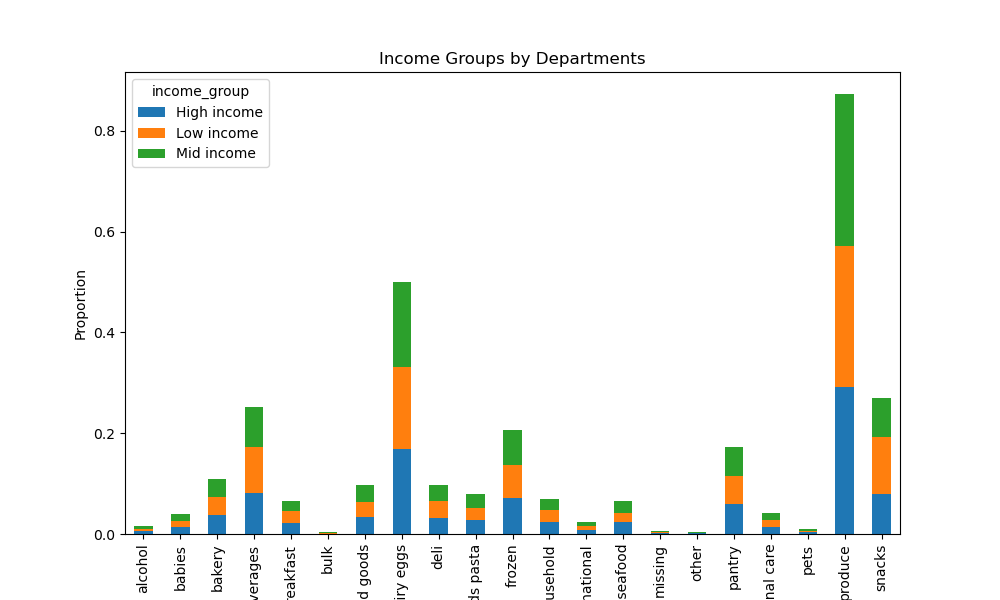 Income Groups by Departments
income_group
High income
Low income
Mid income
Proportion
0.8
0.6
0.4
0.2
0.0
alcohol
babies
bakery
verages
reakfast
bulk
d goods
iry eggs
deli
ds pasta
frozen
usehold
national
seafood
missing
other
pantry
nal care
pets
produce
snacks